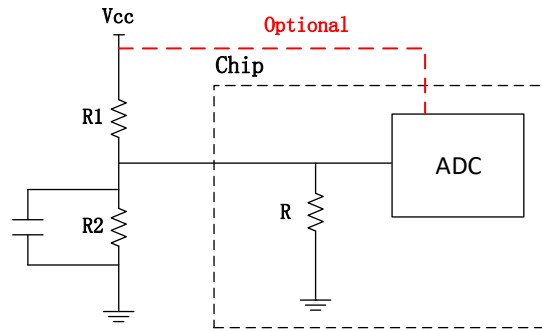 Vcc
Optional
Chip
R1
ADC
R2
R